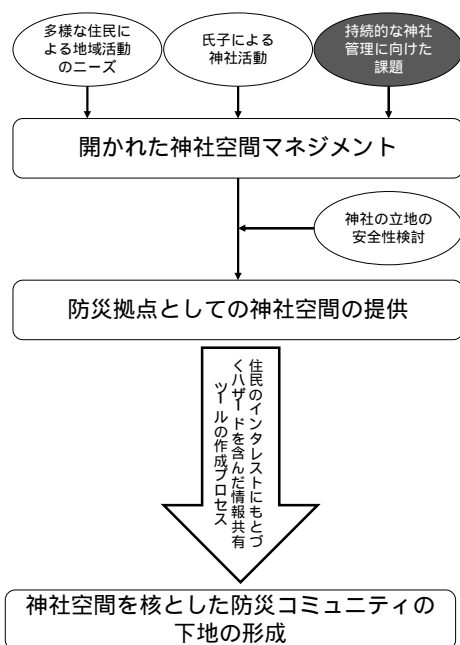 多様な住民に
よる地域活動
のニーズ
氏子による
神社活動
持続的な神社
管理に向けた
課題
開かれた神社空間マネジメント
神社の立地の
安全性検討
防災拠点としての神社空間の提供
住民のインタレストにもとづ
くハザードを含んだ情報共有
ツールの作成プロセス
神社空間を核とした防災コミュニティの
下地の形成